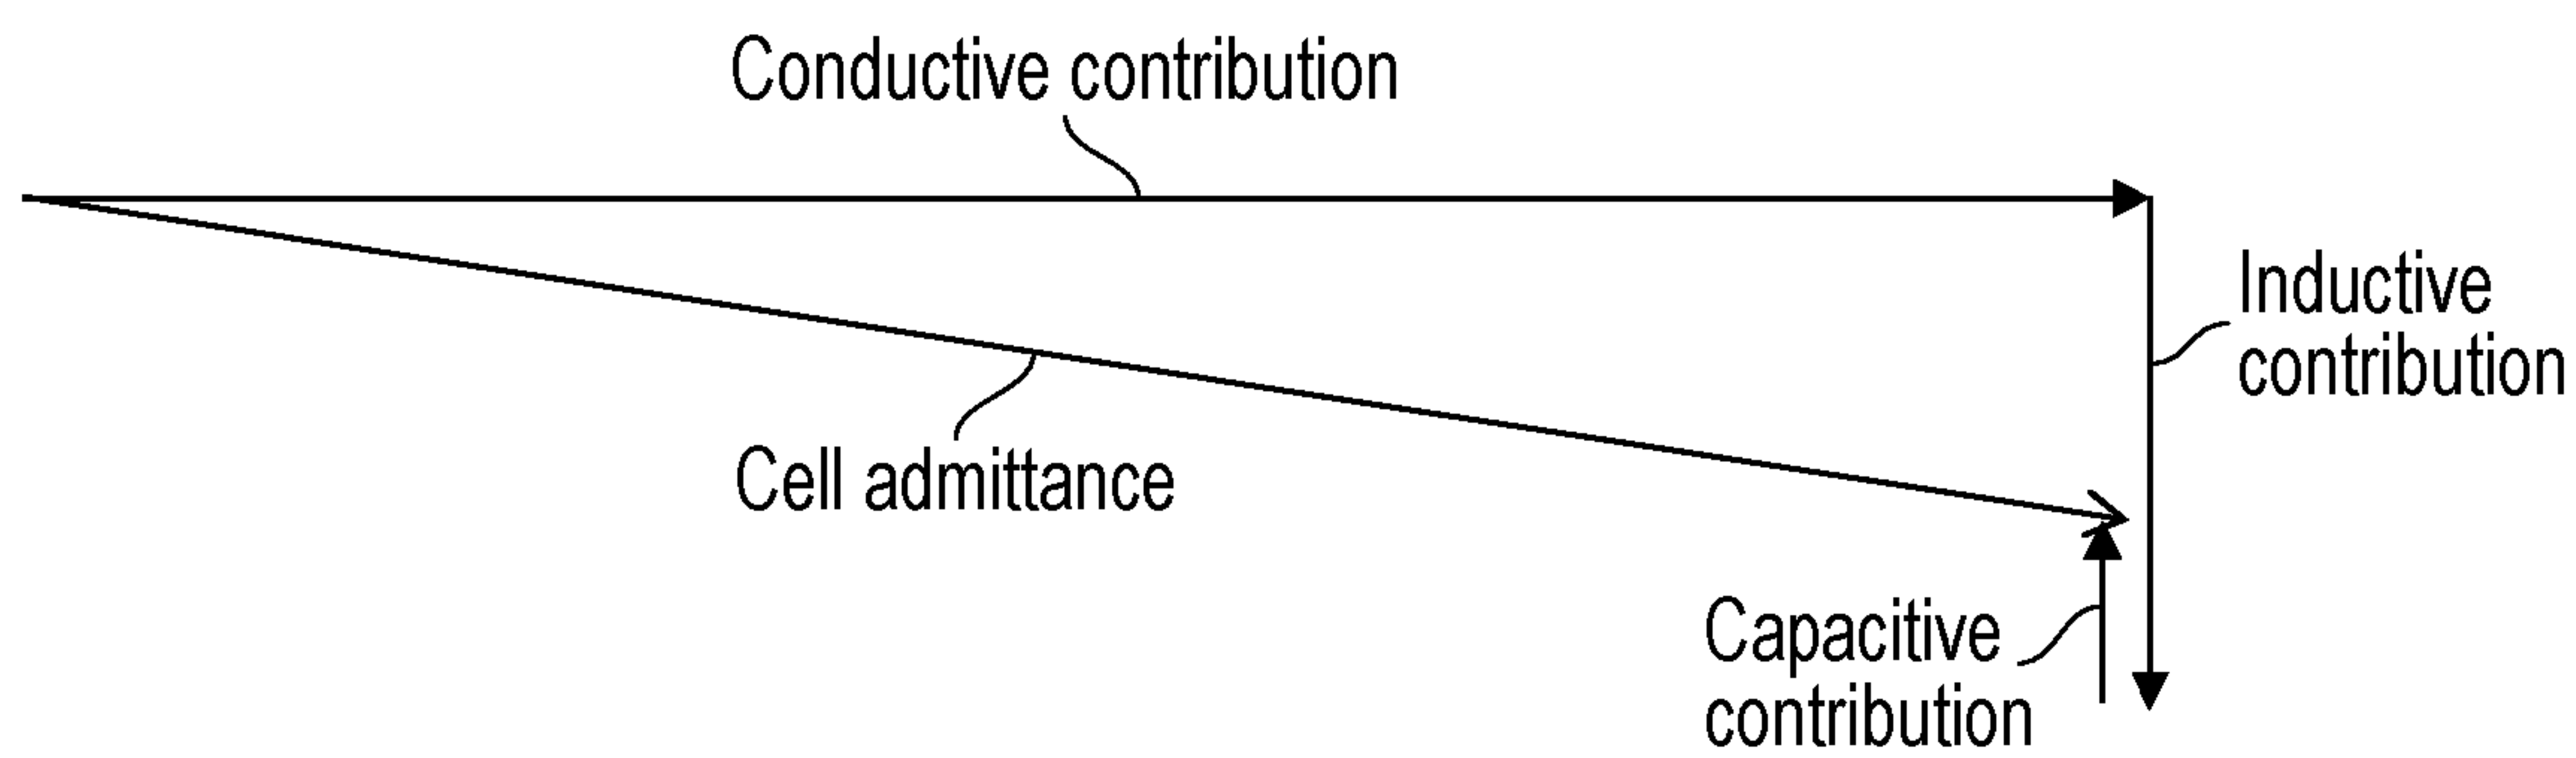 Conductive contribution
Inductive
contribution
Cell admittance
Capacitive
contribution